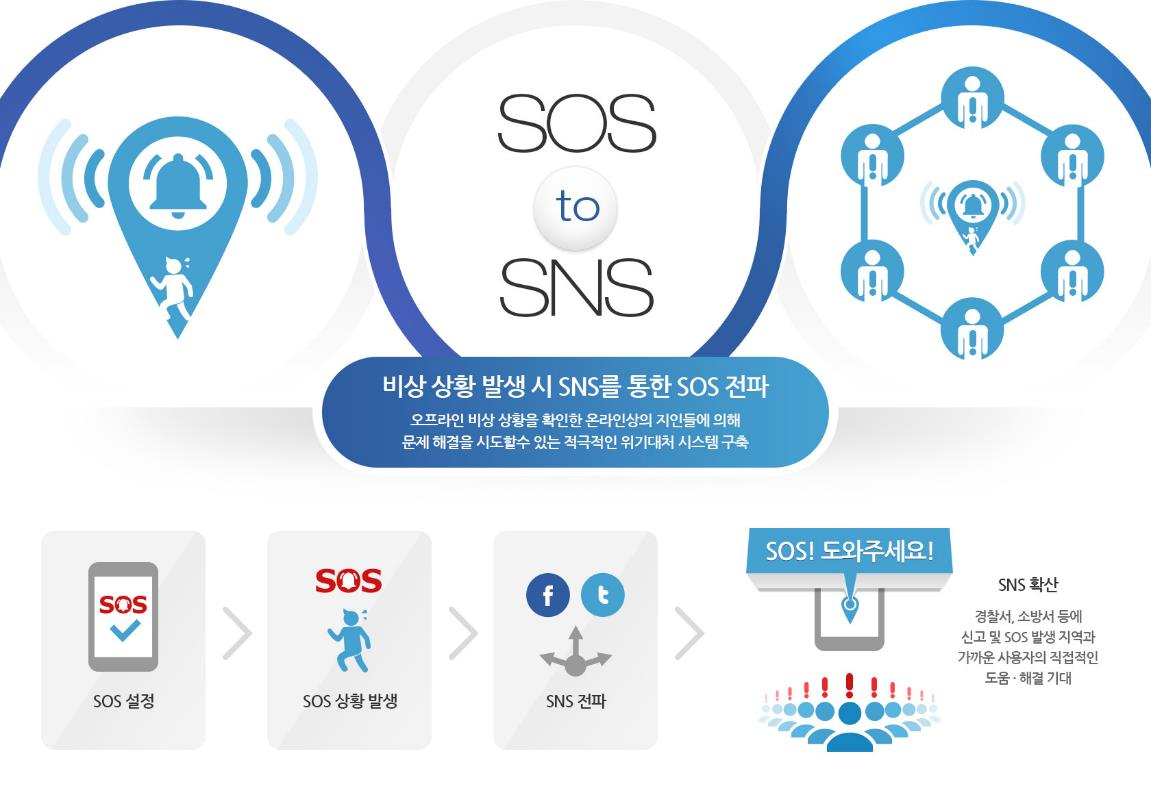 SOS
to
SNS
비상 상황 발생 시 SNS를 통한 SOS 전파
오프라인 비상 상황을 확인한 온라인상의 지인들에 의해
문제 해결을 시도할수 있는 적극적인 위기대처 시스템 구축
SOS
SOS 설정
SOS
SOS 상황 발생
f t
SNS 전파
SOS! 도와주세요!
SNS 확산
경찰서, 소방서 등에
신고 및 SOS 발생 지역과
가까운 사용자의 직접적인
도움 · 해결 기대